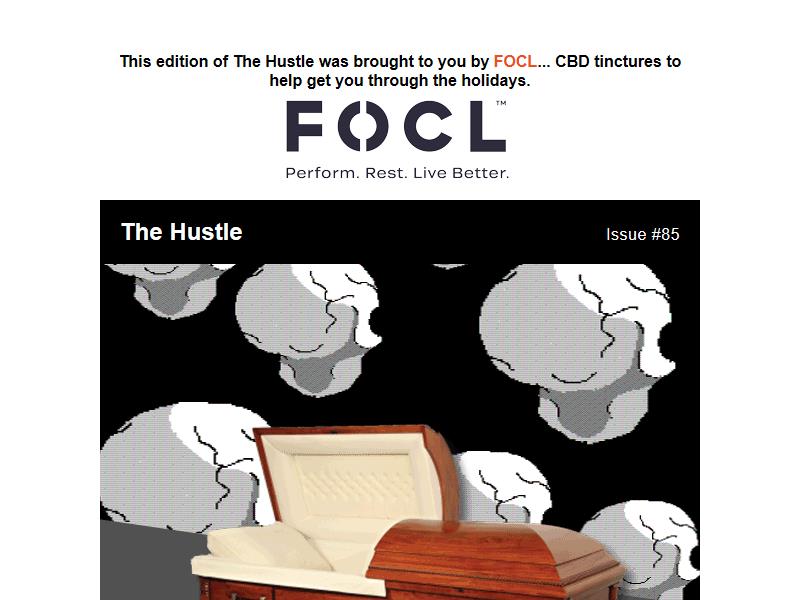 This edition of The Hustle was brought to you by FOCL... CBD tinctures to
help get you through the holidays.
FOCL™
Perform. Rest. Live Better.
The Hustle
Issue #85